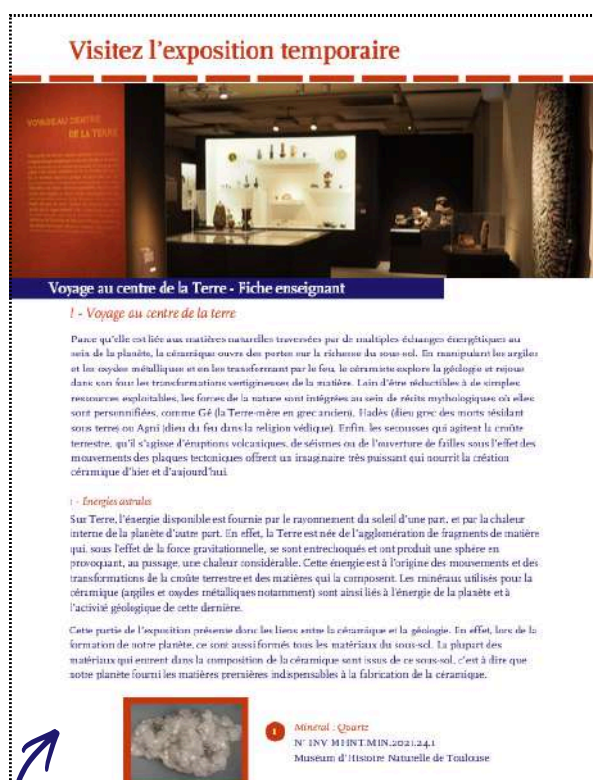 Visitez l'exposition temporaire
VOYAGE AU CENTRE
DE LA TERRE
Voyage au centre de la Terre - Fiche enseignant
I - Voyage au centre de la terre
Parce qu'elle est liée aux matières naturelles traversées par de multiples échanges énergétiques au
sein de la planète, la céramique ouvre des portes sur la richesse du sous-sol. En manipulant les argiles
et les oxydes métalliques et en les transformant par le feu, le céramiste explore la géologie et rejoue
dans son four les transformations vertigineuses de la matière. Loin d'être réductibles à de simples
ressources exploitables, les forces de la nature sont intégrées au sein de récits mythologiques où elles
sont personnifiées, comme Gé (la Terre-mère en grec ancien), Hadès (dieu grec des morts résidant
sous terre) ou Agni (dieu du feu dans la religion védique). Enfin, les secousses qui agitent la croûte
terrestre, qu'il s'agisse d'éruptions volcaniques, de séismes ou de l'ouverture de failles sous l'effet des
mouvements des plaques tectoniques offrent un imaginaire très puissant qui nourrit la création
céramique d'hier et d'aujourd'hui.
1 - Énergies astrales
Sur Terre, l'énergie disponible est fournie par le rayonnement du soleil d'une part, et par la chaleur
interne de la planète d'autre part. En effet, la Terre est née de l'agglomération de fragments de matière
qui, sous l'effet de la force gravitationnelle, se sont entrechoqués et ont produit une sphère en
provoquant, au passage, une chaleur considérable. Cette énergie est à l'origine des mouvements et des
transformations de la croûte terrestre et des matières qui la composent. Les minéraux utilisés pour la
céramique (argiles et oxydes métalliques notamment) sont ainsi liés à l'énergie de la planète et à
l'activité géologique de cette dernière.
Cette partie de l'exposition présente donc les liens entre la céramique et la géologie. En effet, lors de la
formation de notre planète, ce sont aussi formés tous les matériaux du sous-sol. La plupart des
matériaux qui entrent dans la composition de la céramique sont issus de ce sous-sol, c'est à dire que
notre planète fourni les matières premières indispensables à la fabrication de la céramique.
1
Minéral : Quartz
N° INV MHNT.MIN.2021.24.1
Muséum d'Histoire Naturelle de Toulouse